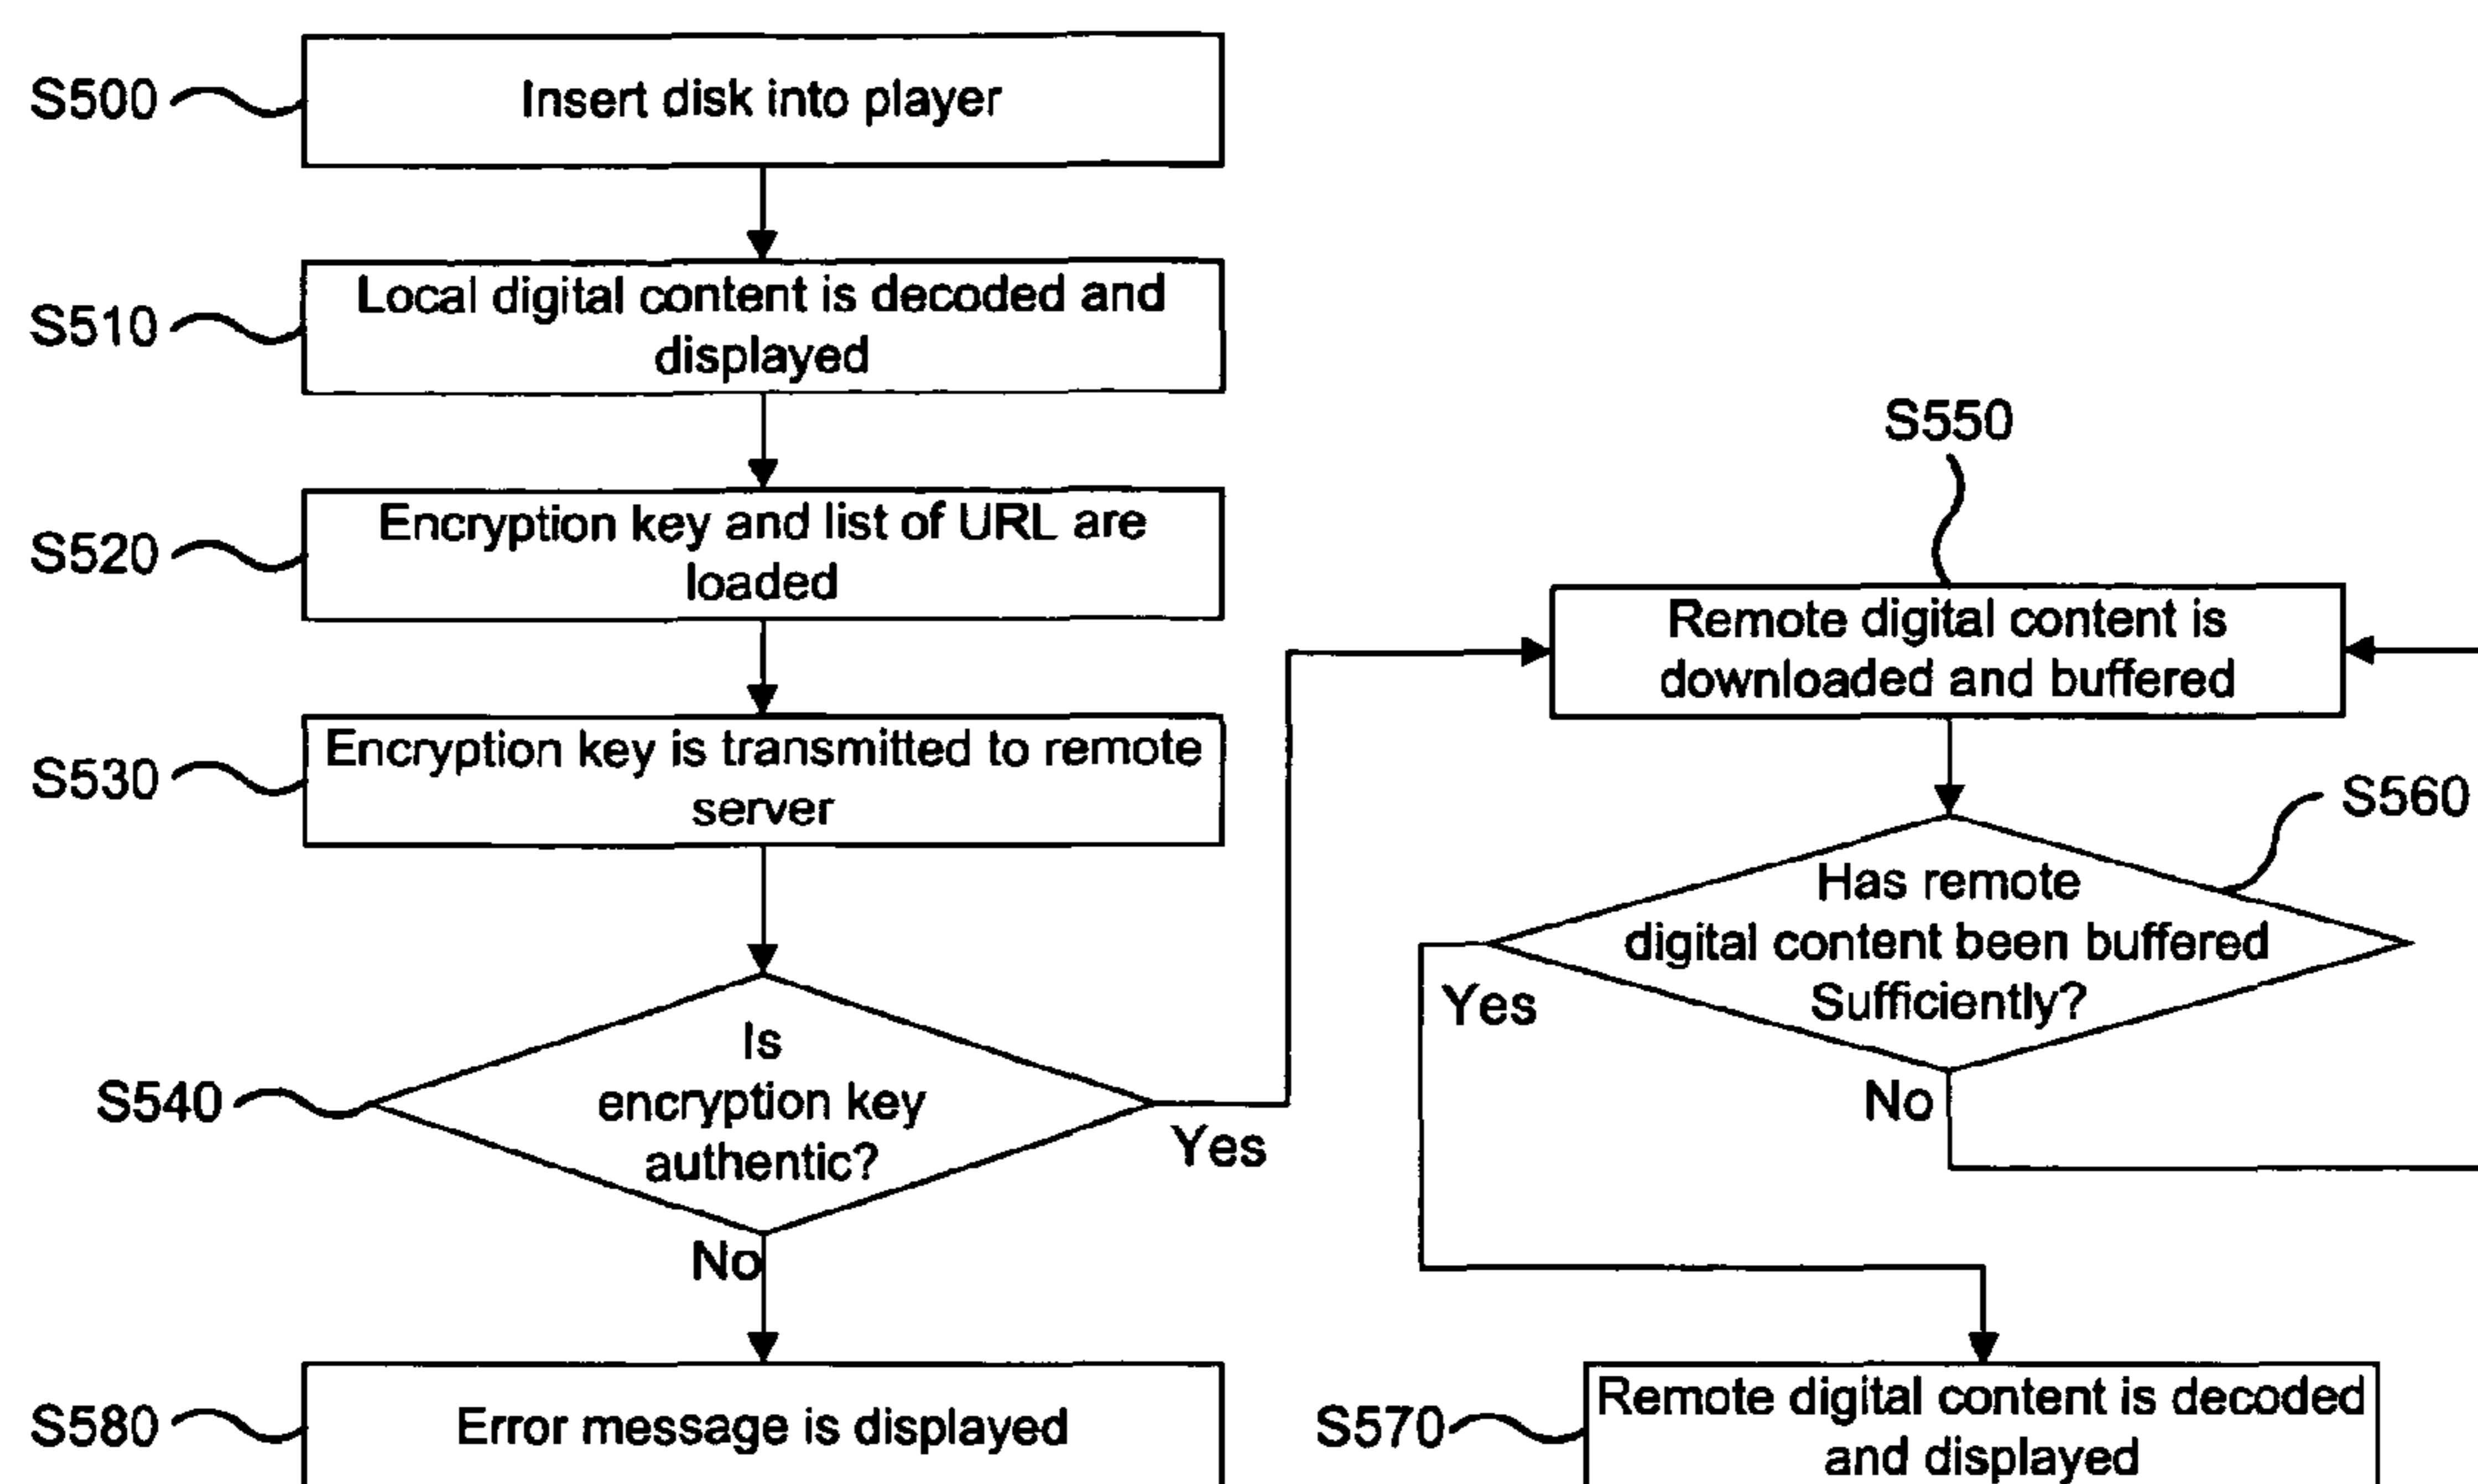 S500
Insert disk into player
S510
Local digital content is decoded and
displayed
S520
Encryption key and list of URL are
loaded
S530
Encryption key is transmitted to remote
server
S540
Is
encryption key
authentic?
Yes
No
S580
Error message is displayed
S550
Remote digital content is
downloaded and buffered
S560
Has remote
digital content been buffered
Sufficiently?
Yes
No
S570
Remote digital content is decoded
and displayed